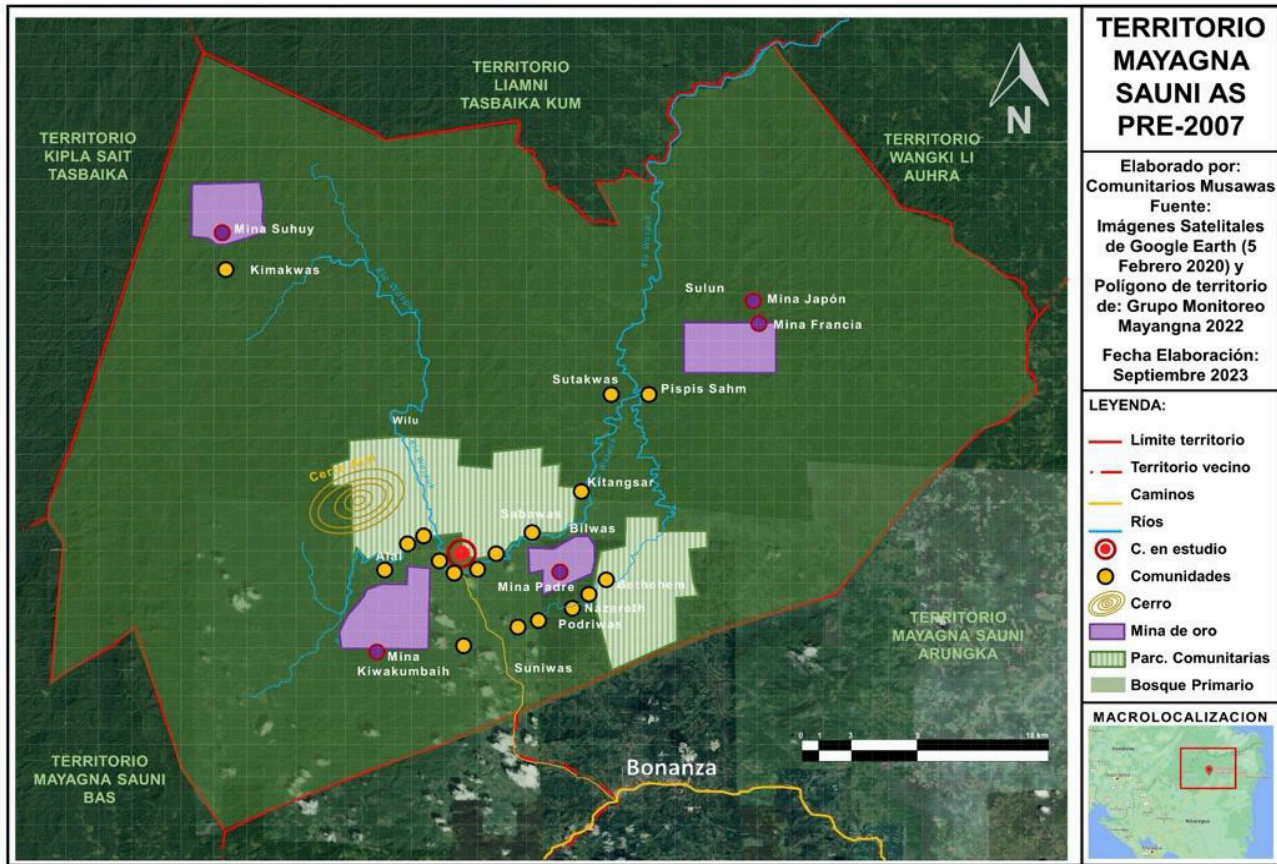 TERRITORIO
MAYAGNA
SAUNI AS
PRE-2007
Elaborado por:
Comunitarios Musawas
Fuente:
Imágenes Satelitales
de Google Earth (5
Febrero 2020) y
Polígono de territorio
de: Grupo Monitoreo
Mayangna 2022
Fecha Elaboración:
Septiembre 2023
LEYENDA:
Límite territorio
Territorio vecino
Caminos
Ríos
C. en estudio
Comunidades
Cerro
Mina de oro
Parc. Comunitarias
Bosque Primario
MACROLOCALIZACION
Nicaragua
TERRITORIO
LIAMNI
TASBAIKA KUM
TERRITORIO
KIPLA SAIT
TASBAIKA
TERRITORIO
WANGKI LI
AUHRA
N
Mina Suhuy
Kimakwas
Río Waspuk
Sulun
Mina Japón
Mina Francia
Sutakwas
Pispis Sahm
Wilu
Kitangsar
Sabawas
Bilwas
Alal
Mina Padre
Bethehem
Nazareth
Podriwas
Mina
Kiwakumbaih
Suniwas
TERRITORIO
MAYAGNA SAUNI
ARUNGKA
TERRITORIO
MAYAGNA SAUNI
BAS
Bonanza